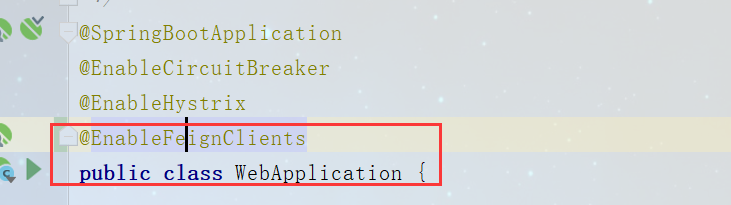 */
@SpringBootApplication
@EnableCircuitBreaker
@EnableHystrix
@EnableFeignClients
public class WebApplication {